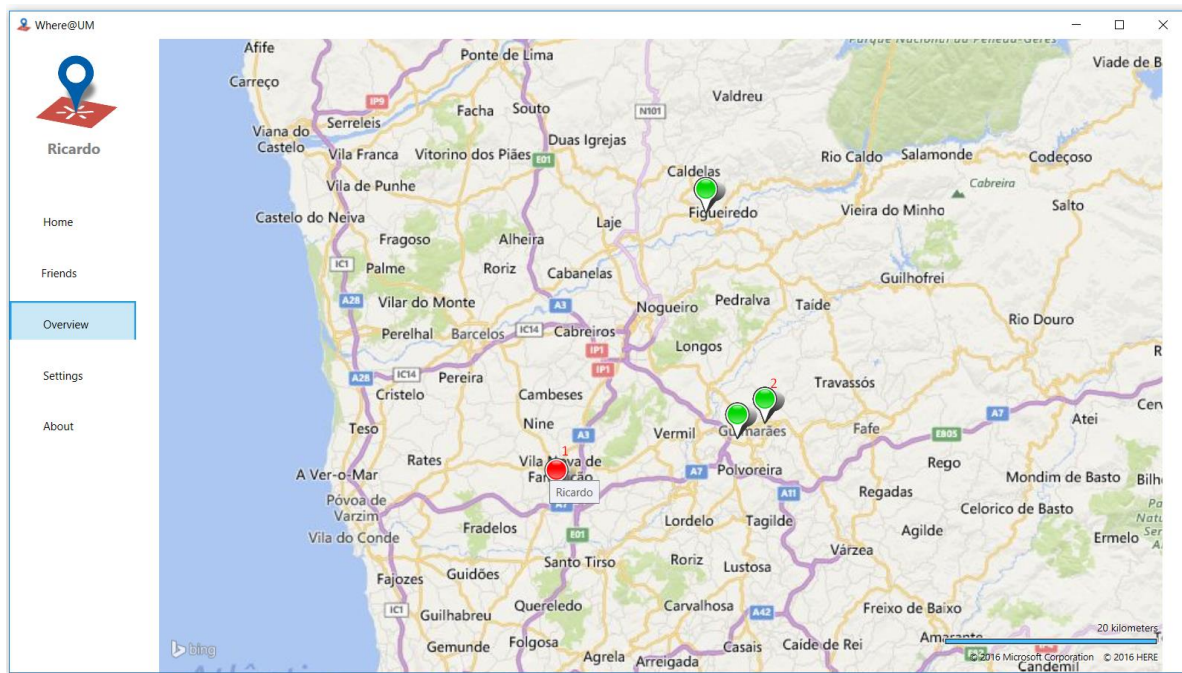 Where@UM
Ricardo
Home
Friends
Overview
Settings
About
Afife
Ponte de Lima
Viade de B
Carreço
IP9
Facha
Souto
N101
Valdreu
Viana do
Castelo
Serreleis
Duas Igrejas
Vila Franca
Vitorino dos Piães
E01
Rio Caldo
Salamonde
Codeçoso
Caldelas
Vila de Punhe
Cabreira
Castelo do Neiva
Laje
Figueiredo
Vieira do Minho
Salto
Fragoso
Alheira
IC1
Palme
Roriz
Cabanelas
Guilhofrei
A28
Vilar do Monte
A3
Nogueiro
Pedralva
Taíde
Rio Douro
Perelhal
Barcelos
IC14
Cabreiros
IP1
Longos
R
IP1
A28
IC14
Pereira
Travassós
Cristelo
Cambeses
2
Cerv
Teso
Nine
A3
Vermil
Guimarães
Fafe
E805
A7
Atei
1
Rates
Vila Nova de
Famalicão
A7
Polvoreira
Rego
A Ver-o-Mar
Mondim de Basto
Bilh
Ricardo
A11
Regadas
Póvoa de
Varzim
A7
Celorico de Basto
Vila do Conde
Fradelos
E01
Lordelo
Tagilde
Agilde
Ermelo
Várzea
Santo Tirso
Roriz
Lustosa
Fajozes
Guidões
IC1
Guilhabreu
Quereledo
Carvalhosa
A42
Freixo de Baixo
20 kilometers
bing
Gemunde
Folgosa
Agrela
Arreigada
Casais
Caíde de Rei
Amarante
© 2016 Microsoft Corporation © 2016 HERE
Candemil